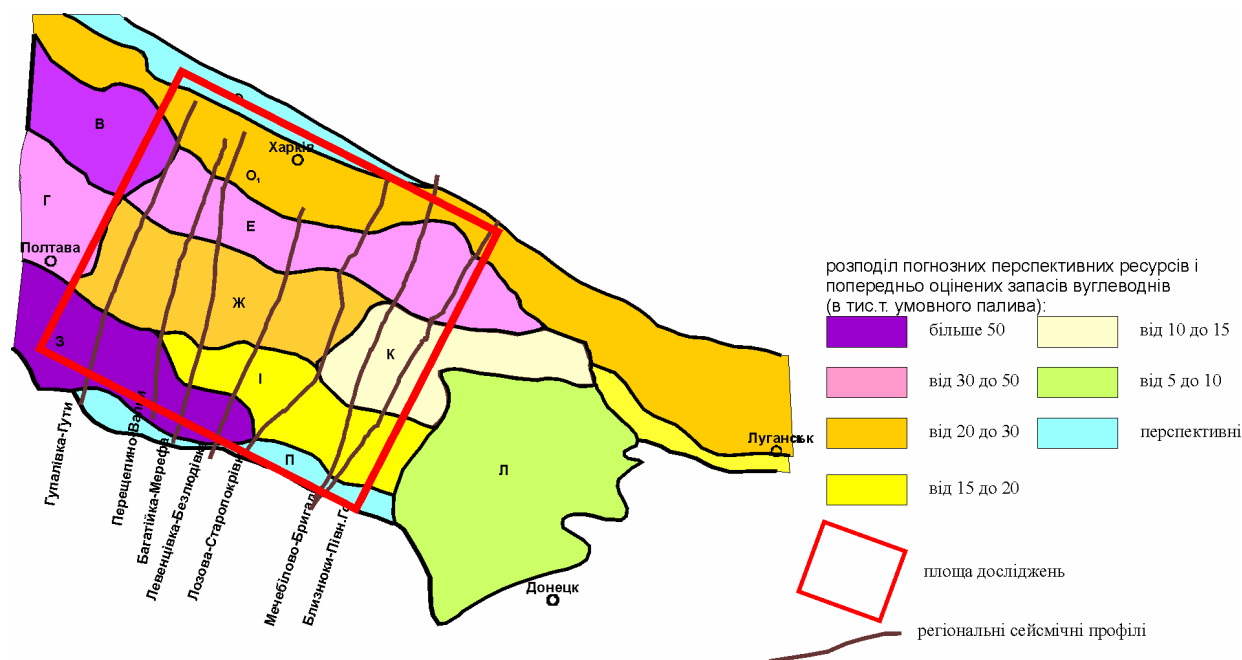 В
Харків
О₁
Г
Е
Полтава
Ж
З
К
І
П
Л
Луганськ
Донецк
Гупалівка-Гути
Перещепино-
Багатійка-Мерефа
Левенцівка-Безлюдівка
Лозова-Старопокрівка
Мечебілово-Бригад
Близнюки-Півн.Го
розподіл погнозних перспективних ресурсів і
попередньо оцінених запасів вуглеводнів
(в тис.т. умовного палива):
більше 50
від 10 до 15
від 30 до 50
від 5 до 10
від 20 до 30
перспективні
від 15 до 20
площа досліджень
регіональні сейсмічні профілі